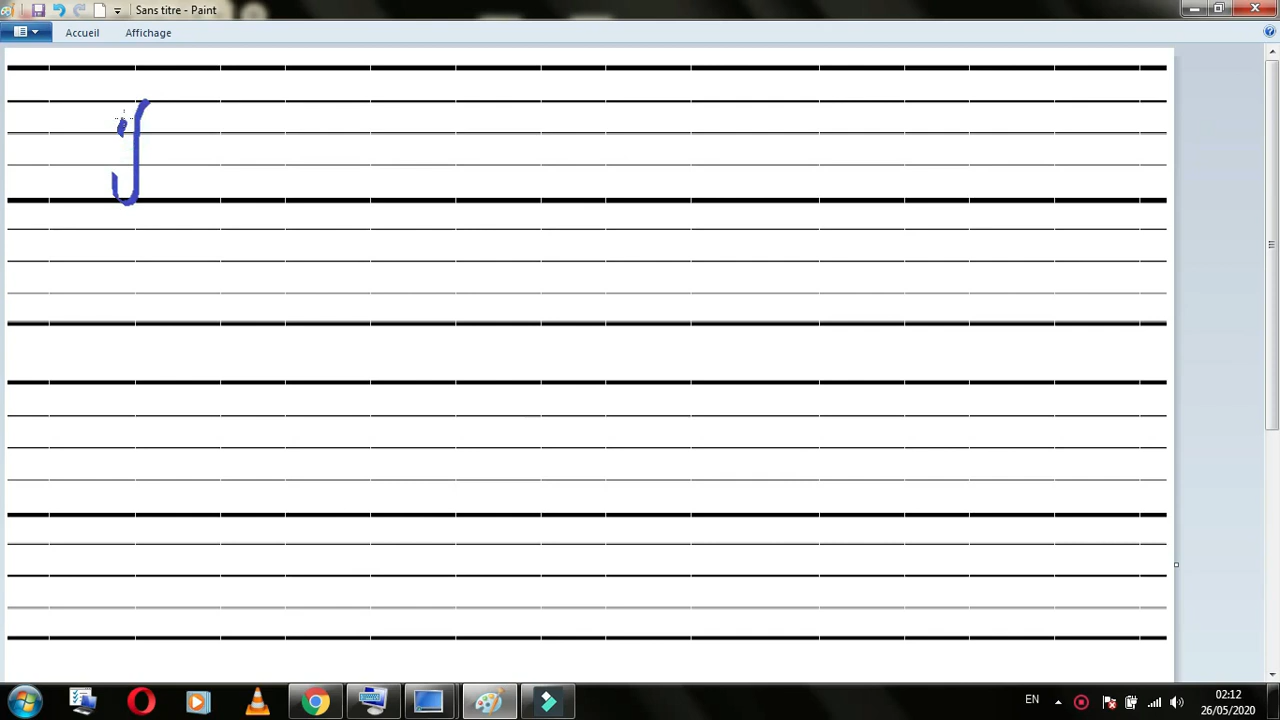 Sans titre - Paint
Accueil Affichage
EN
02:12
26/05/2020